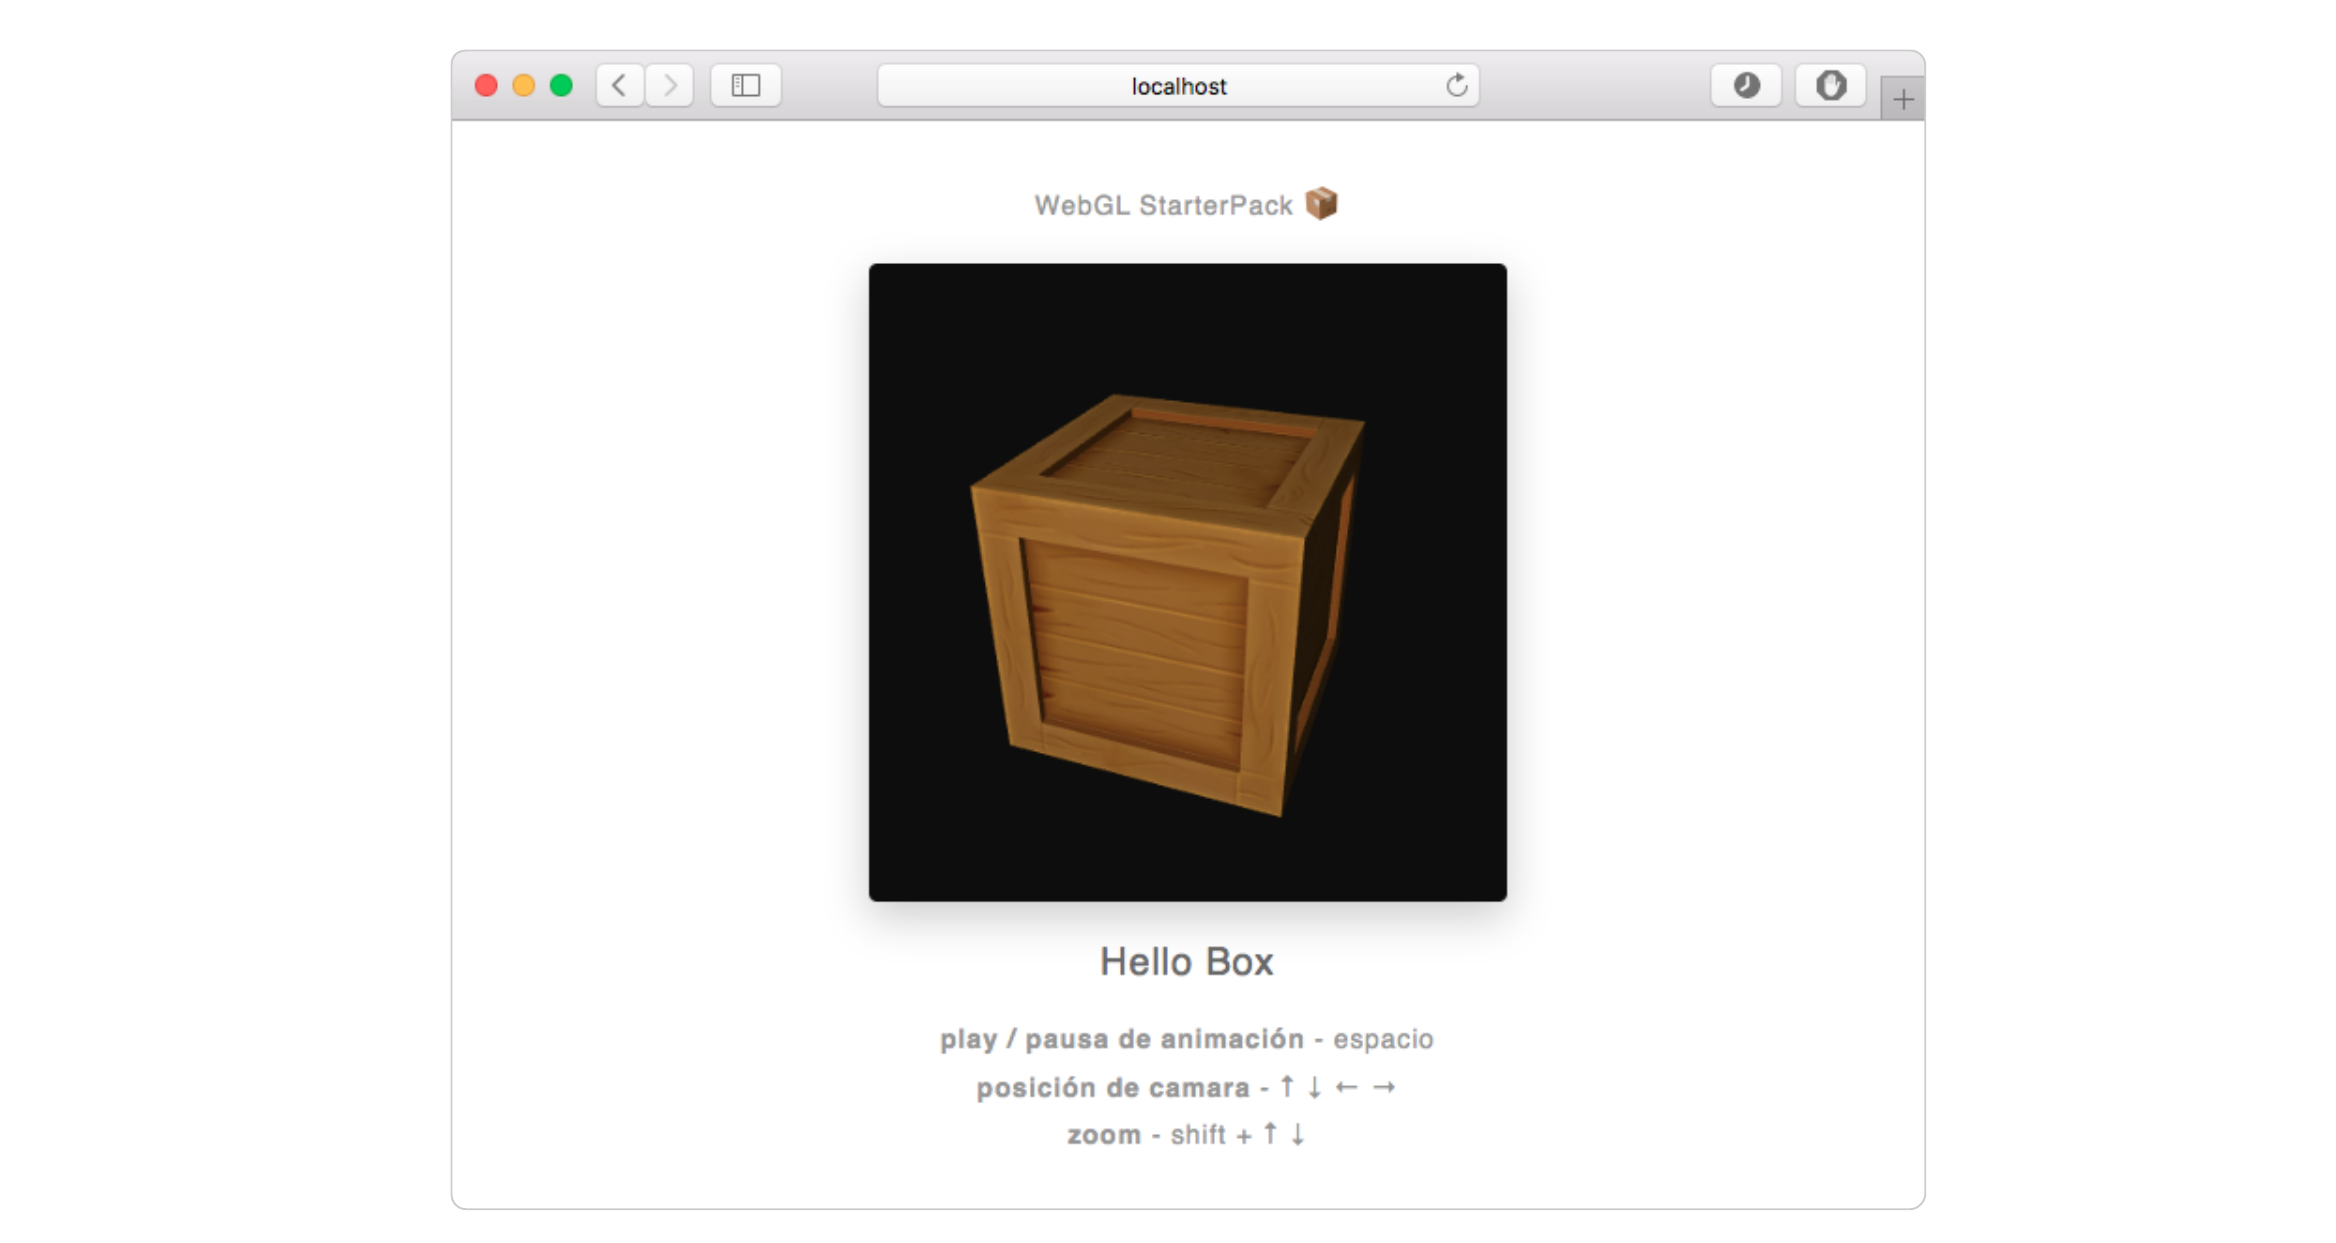 localhost
WebGL StarterPack 📦
Hello Box
play / pausa de animación - espacio
posición de camara - ↑ ↓ ← →
zoom - shift + ↑ ↓